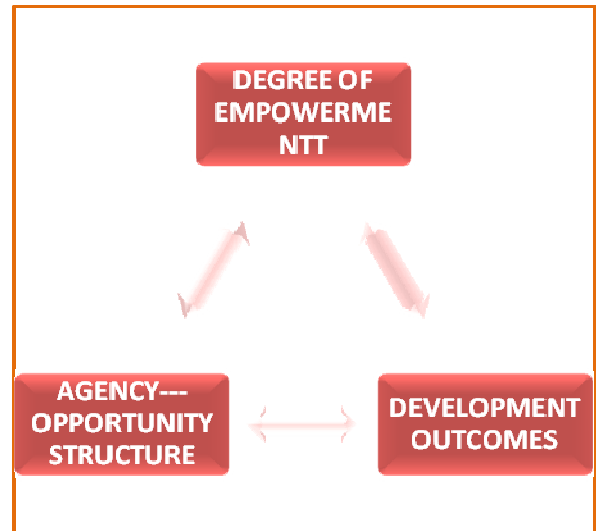 DEGREE OF
EMPOWERME
NTT
AGENCY---
OPPORTUNITY
STRUCTURE
DEVELOPMENT
OUTCOMES